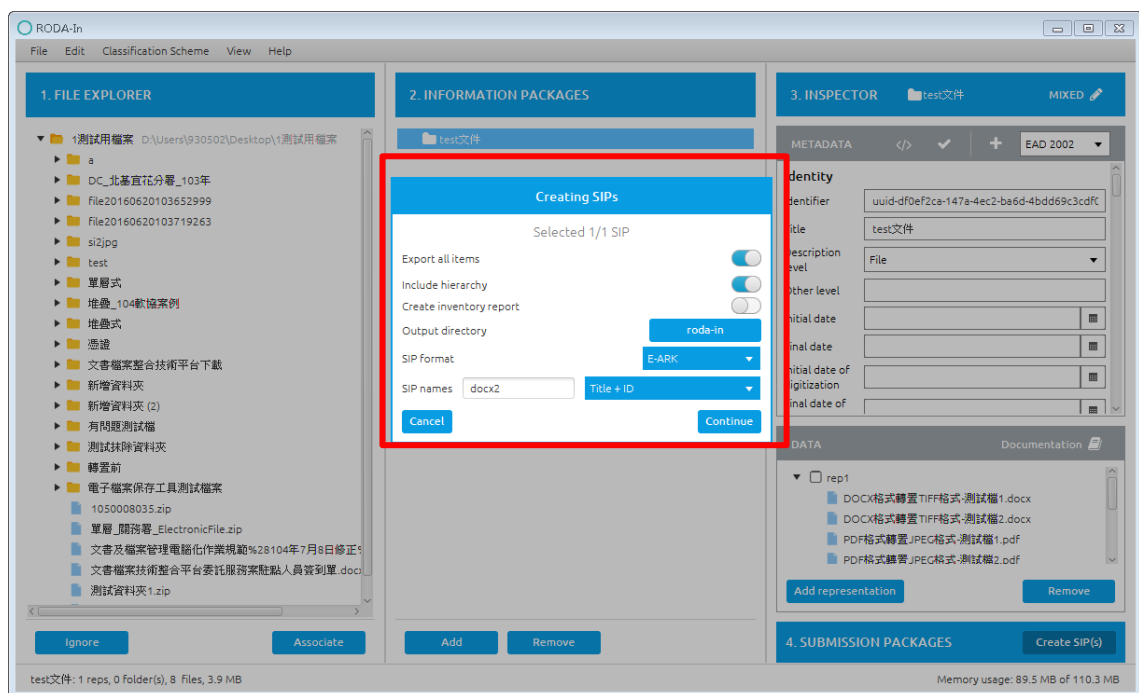 RODA-In
File Edit Classification Scheme View Help
1. FILE EXPLORER
1測試用檔案 D:\Users\930502\Desktop\1測試用檔案
a
DC_北基宜花分署_103年
file20160620103652999
file20160620103719263
si2jpg
test
單層式
堆疊_104軟協案例
堆疊式
憑證
文書檔案整合技術平台下載
新增資料夾
新增資料夾 (2)
有問題測試檔
測試抹除資料夾
轉置前
電子檔案保存工具測試檔案
1050008035.zip
單層_關務署_ElectronicFile.zip
文書及檔案管理電腦化作業規範%28104年7月8日修正%
文書檔案技術整合平台委託服務案駐點人員簽到單.doc
測試資料夾1.zip
Ignore Associate
2. INFORMATION PACKAGES
test文件
Creating SIPs
Selected 1/1 SIP
Export all items
Include hierarchy
Create inventory report
Output directory roda-in
SIP format E-ARK
SIP names docx2 Title + ID
Cancel Continue
Add Remove
3. INSPECTOR test文件 MIXED
METADATA </> EAD 2002
dentity
dentifier uuid-df0ef2ca-147a-4ec2-ba6d-4bdd69c3cdf
itle test文件
escription
evel File
ther level
nitial date
inal date
nitial date of
igitization
inal date of
DATA Documentation
rep1
DOCX格式轉置TIFF格式-測試檔1.docx
DOCX格式轉置TIFF格式-測試檔2.docx
PDF格式轉置JPEG格式-測試檔1.pdf
PDF格式轉置JPEG格式-測試檔2.pdf
Add representation Remove
4. SUBMISSION PACKAGES Create SIP(s)
test文件: 1 reps, 0 folder(s), 8 files, 3.9 MB
Memory usage: 89.5 MB of 110.3 MB